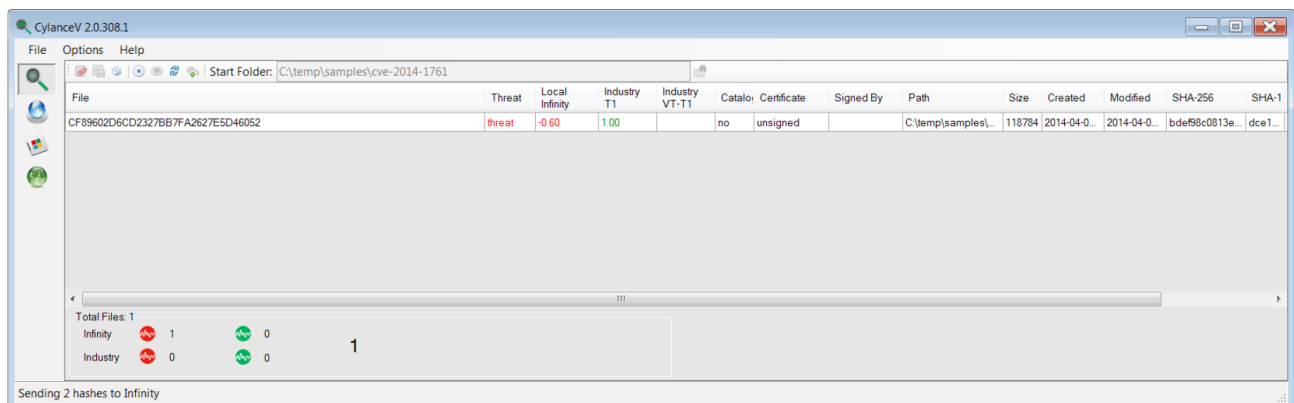 CylanceV 2.0.308.1
File Options Help
Start Folder: C:\temp\samples\cve-2014-1761
File Threat Local Infinity Industry T1 Industry VT-T1 Catalo Certificate Signed By Path Size Created Modified SHA-256 SHA-1
CF89602D6CD2327BB7FA2627E5D46052 threat -0.60 1.00 no unsigned C:\temp\samples\... 118784 2014-04-0... 2014-04-0... bdef98c0813e... dce1...
Total Files: 1
Infinity 1 0
1
Industry 0 0
Sending 2 hashes to Infinity